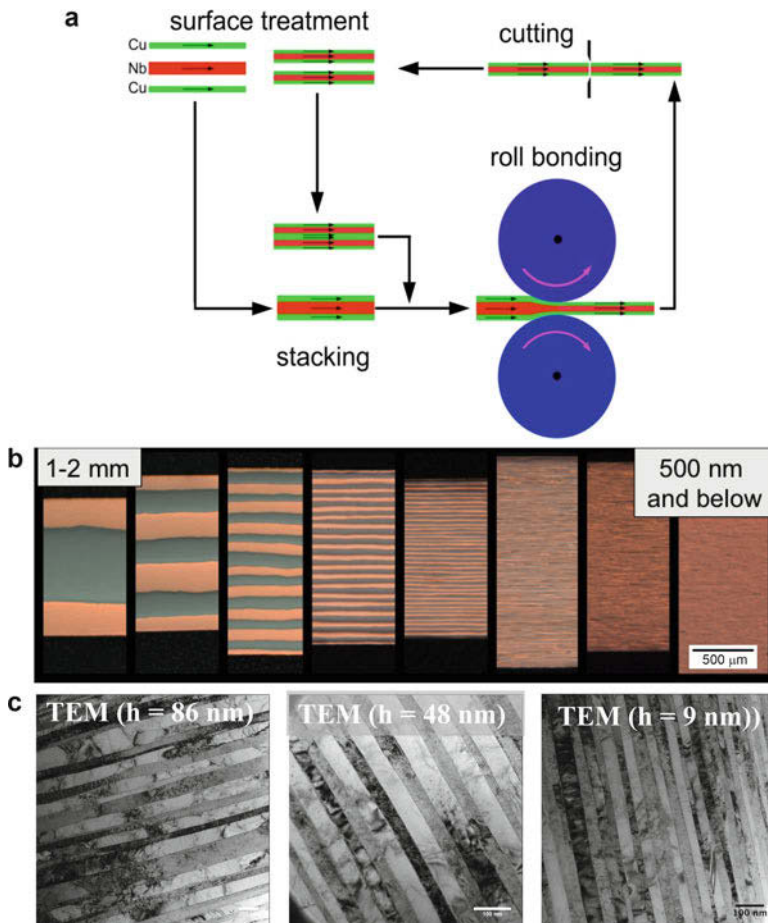 a
surface treatment
Cu
Nb
Cu
cutting
roll bonding
stacking
b
1-2 mm
500 nm
and below
500 μm
c
TEM (h = 86 nm)
TEM (h = 48 nm)
TEM (h = 9 nm))
100 nm
100 nm